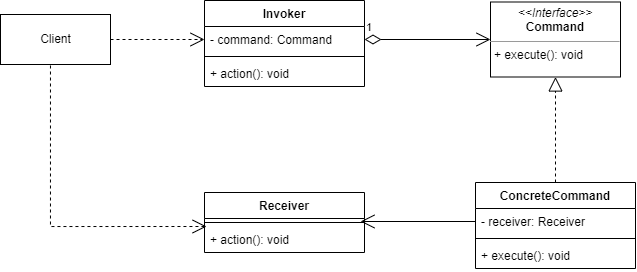 Client
Invoker
- command: Command
+ action(): void
1
<<Interface>>
Command
+ execute(): void
Receiver
+ action(): void
ConcreteCommand
- receiver: Receiver
+ execute(): void